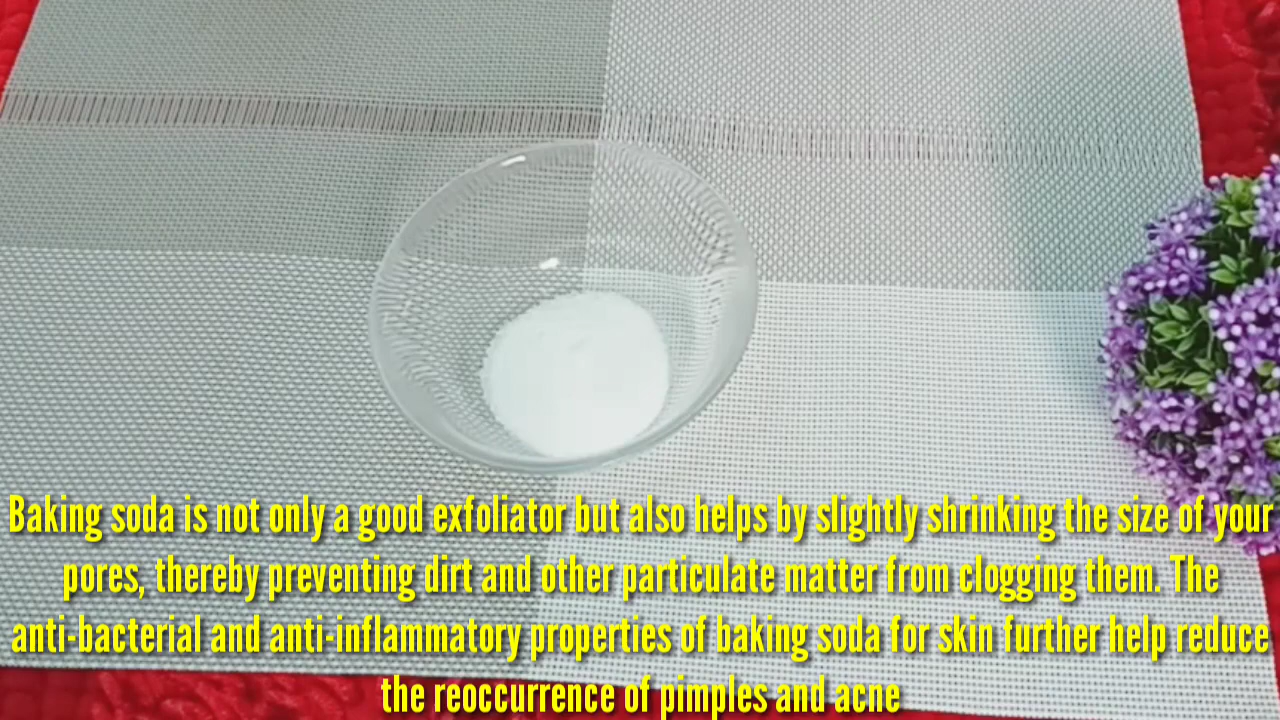 Baking soda is not only a good exfoliator but also helps by slightly shrinking the size of your
pores, thereby preventing dirt and other particulate matter from clogging them. The
anti-bacterial and anti-inflammatory properties of baking soda for skin further help reduce
the reoccurrence of pimples and acne